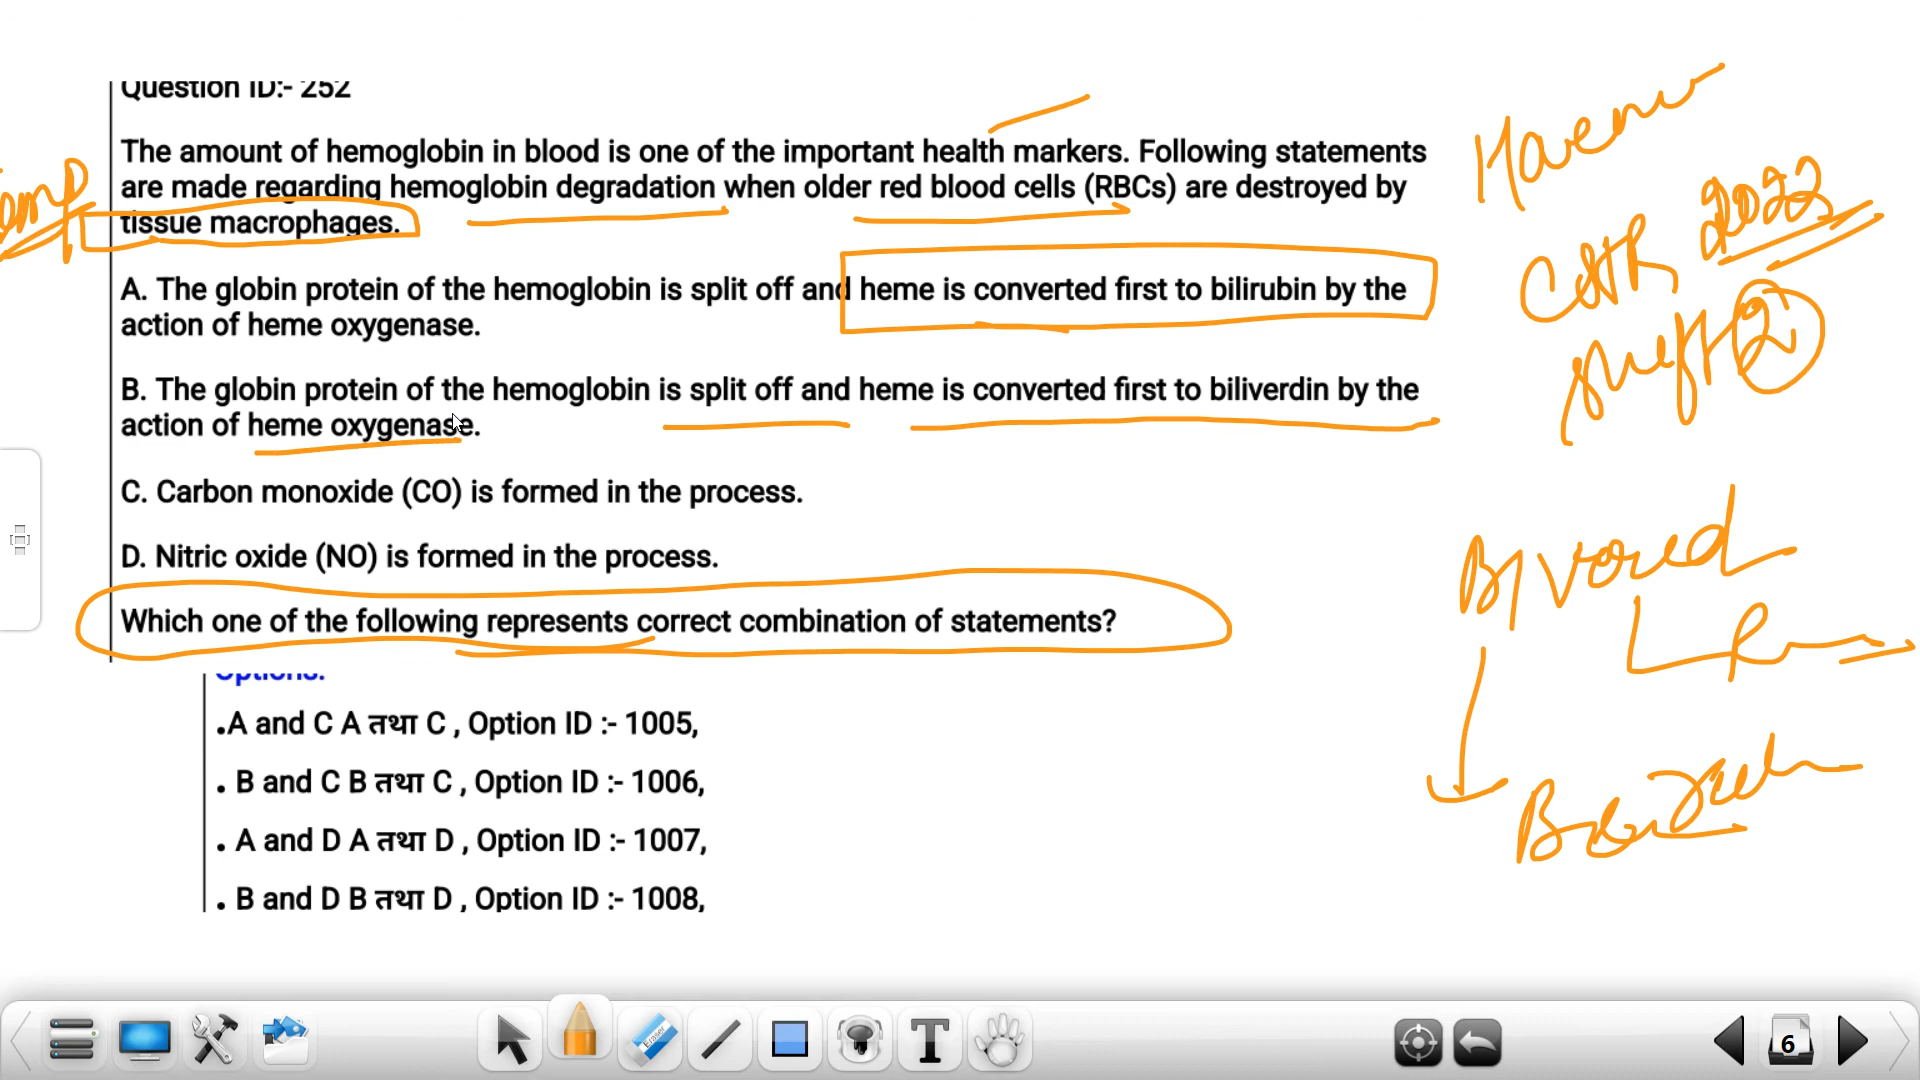 Question ID:- 252
The amount of hemoglobin in blood is one of the important health markers. Following statements
are made regarding hemoglobin degradation when older red blood cells (RBCs) are destroyed by
tissue macrophages.
A. The globin protein of the hemoglobin is split off and heme is converted first to bilirubin by the
action of heme oxygenase.
B. The globin protein of the hemoglobin is split off and heme is converted first to biliverdin by the
action of heme oxygenase.
C. Carbon monoxide (CO) is formed in the process.
D. Nitric oxide (NO) is formed in the process.
Which one of the following represents correct combination of statements?
Options:
.A and C A तथा C , Option ID :- 1005,
. B and C B तथा C , Option ID :- 1006,
. A and D A तथा D , Option ID :- 1007,
. B and D B तथा D , Option ID :- 1008,
2022
2
Eraser
T
6